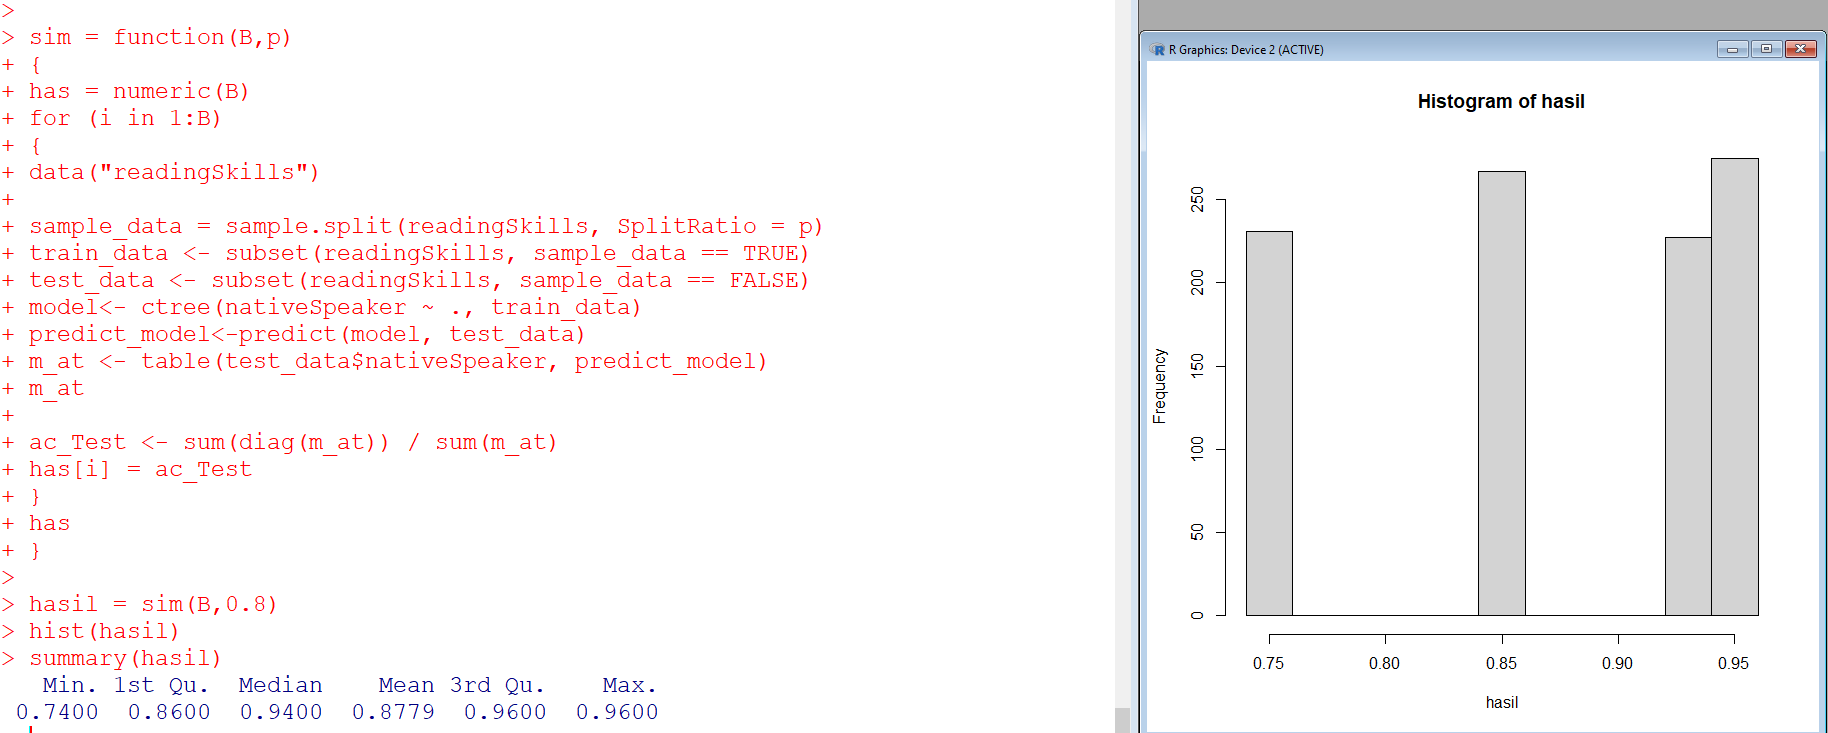 >
> sim = function(B,p)
+ {
+ has = numeric(B)
+ for (i in 1:B)
+ {
+ data("readingSkills")
+
+ sample_data = sample.split(readingSkills, SplitRatio = p)
+ train_data <- subset(readingSkills, sample_data == TRUE)
+ test_data <- subset(readingSkills, sample_data == FALSE)
+ model<- ctree(nativeSpeaker ~ ., train_data)
+ predict_model<-predict(model, test_data)
+ m_at <- table(test_data$nativeSpeaker, predict_model)
+ m_at
+
+ ac_Test <- sum(diag(m_at)) / sum(m_at)
+ has[i] = ac_Test
+ }
+ has
+ }
>
> hasil = sim(B,0.8)
> hist(hasil)
> summary(hasil)
Min. 1st Qu. Median Mean 3rd Qu. Max.
0.7400 0.8600 0.9400 0.8779 0.9600 0.9600
R Graphics: Device 2 (ACTIVE)
Histogram of hasil
Frequency
250
200
150
100
50
0
0.75 0.80 0.85 0.90 0.95
hasil